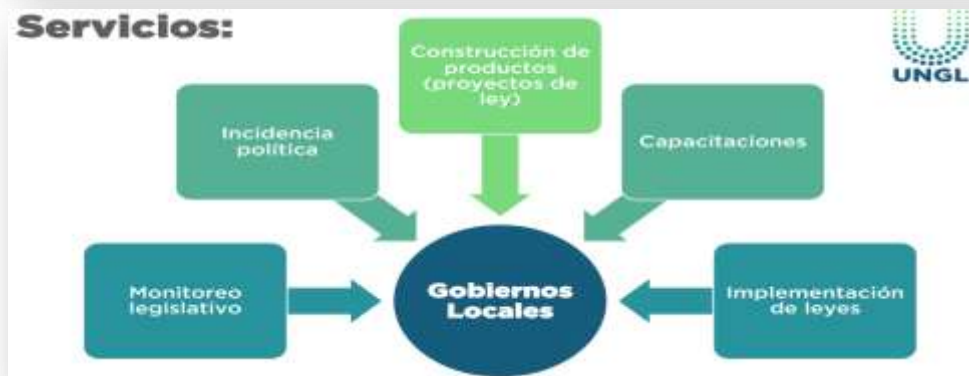 Servicios:
UNGL
Construcción de
productos
(proyectos de
ley)
Incidencia
política
Capacitaciones
Monitoreo
legislativo
Gobiernos
Locales
Implementación
de leyes